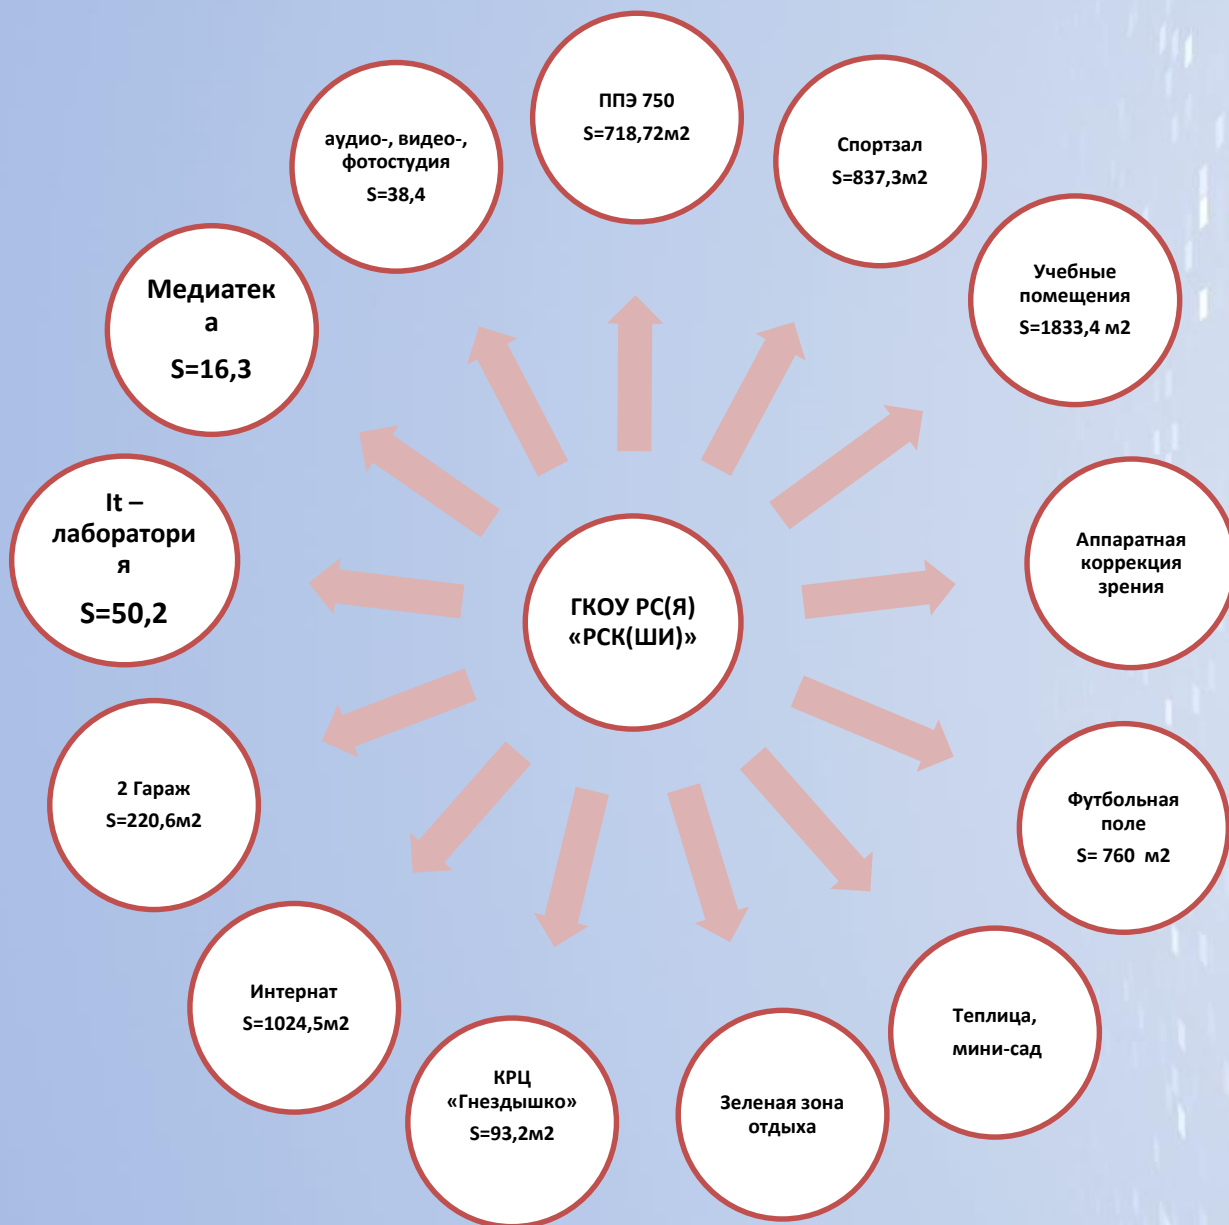 ППЭ 750
S=718,72м2
Спортзал
S=837,3м2
Учебные
помещения
S=1833,4 м2
Аппаратная
коррекция
зрения
Футбольная
поле
S= 760 м2
Теплица,
мини-сад
Зеленая зона
отдыха
КРЦ
«Гнездышко»
S=93,2м2
Интернат
S=1024,5м2
2 Гараж
S=220,6м2
It –
лаборатори
я
S=50,2
Медиатек
а
S=16,3
аудио-, видео-,
фотостудия
S=38,4
ГКОУ РС(Я)
«РСК(ШИ)»